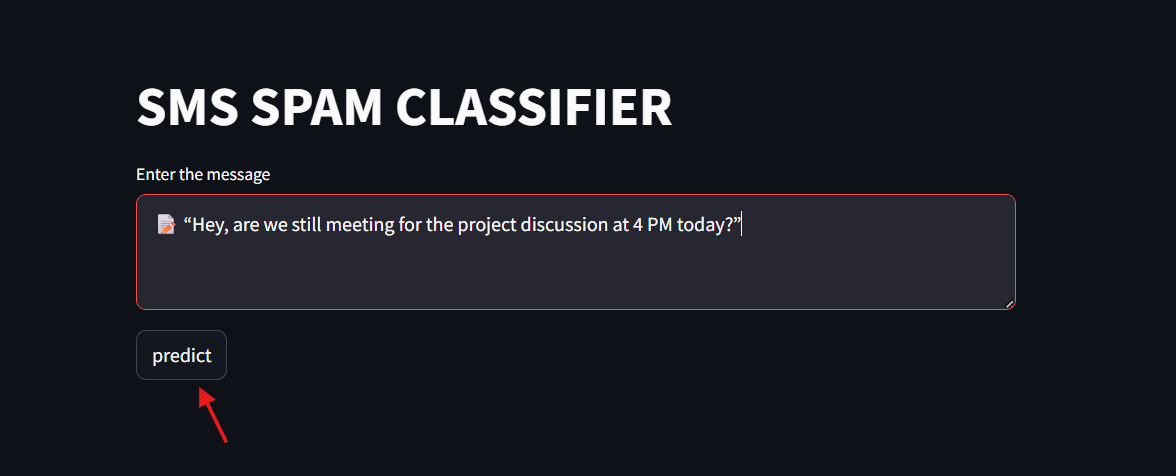 SMS SPAM CLASSIFIER
Enter the message
📝 “Hey, are we still meeting for the project discussion at 4 PM today?”
predict